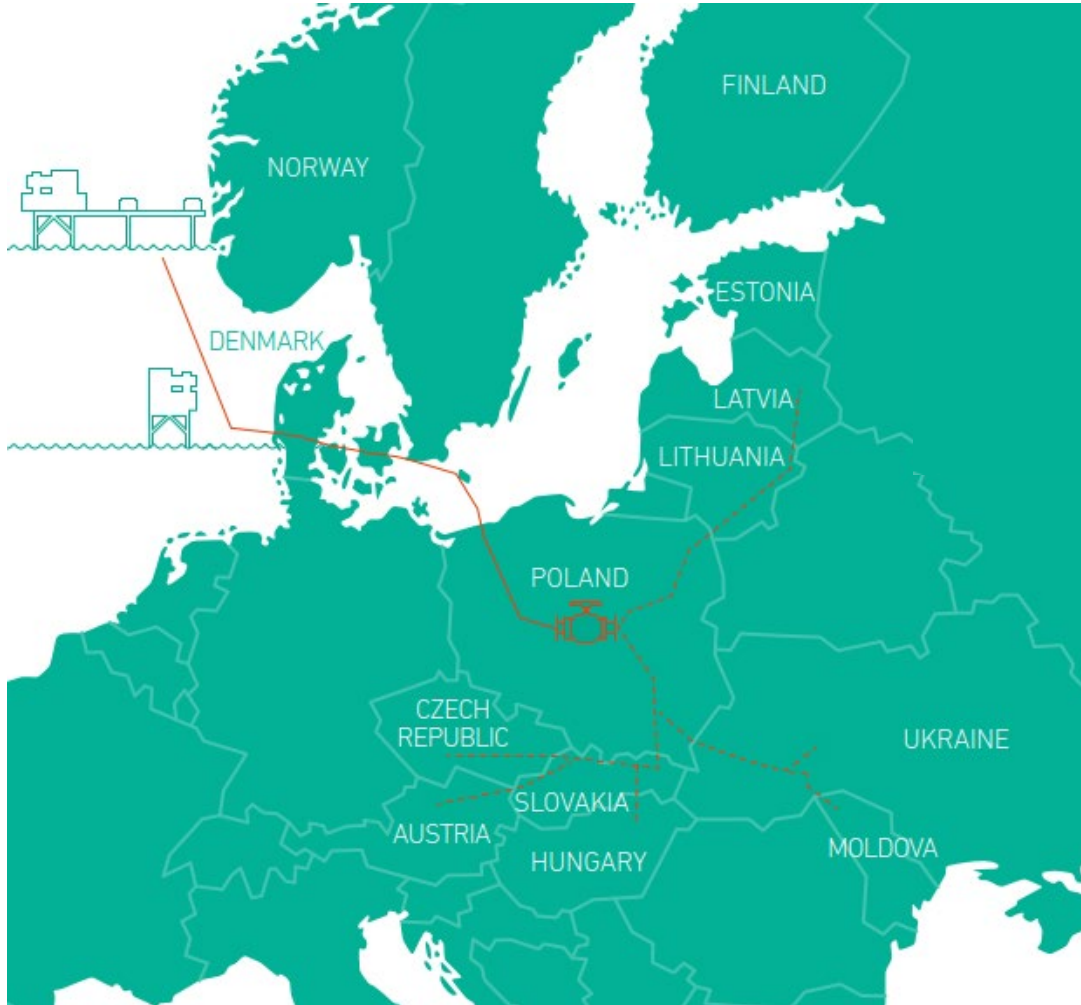 FINLAND
NORWAY
ESTONIA
DENMARK
LATVIA
LITHUANIA
POLAND
CZECH
REPUBLIC
UKRAINE
SLOVAKIA
AUSTRIA
MOLDOVA
HUNGARY